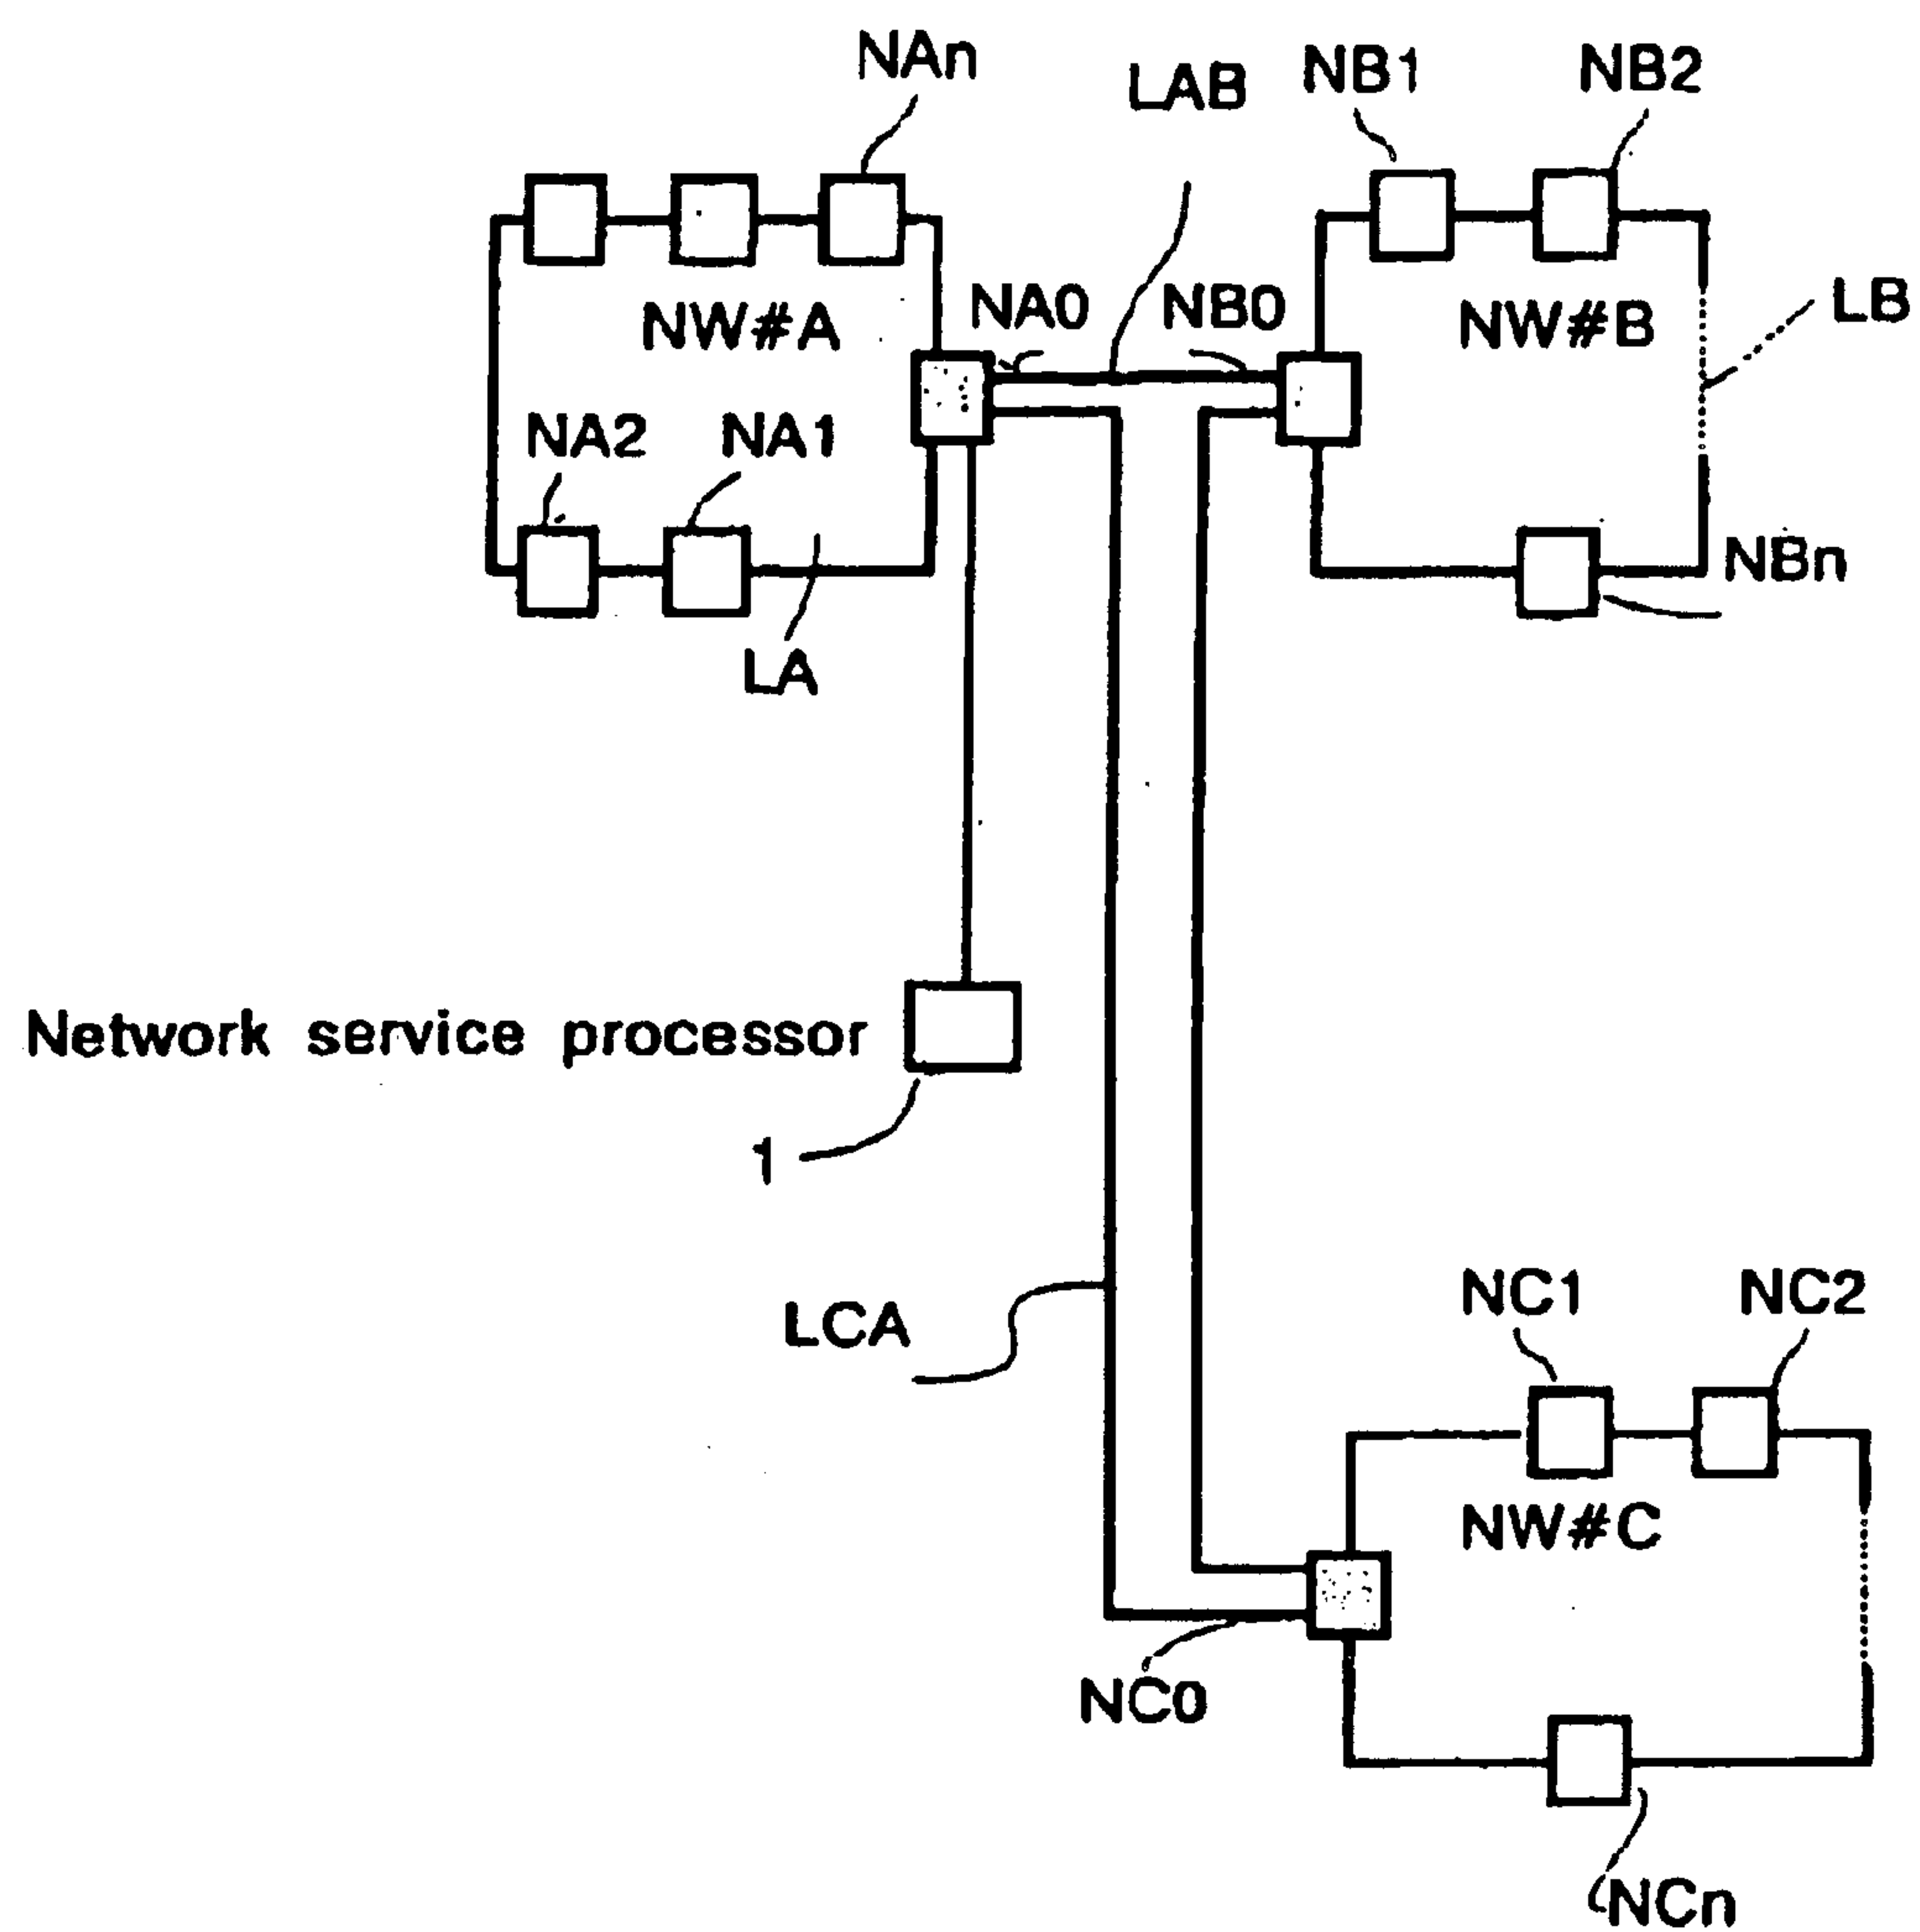 NAn
LAB
NB1
NB2
NW#A
NA0
NB0
NW#B
LB
NA2
NA1
NBn
LA
Network service processor
1
LCA
NC1
NC2
NW#C
NC0
NCn